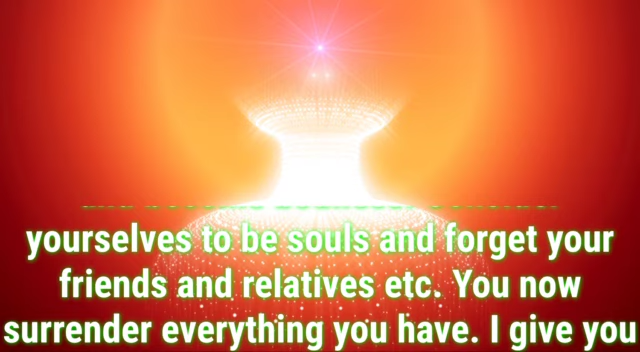 yourselves to be souls and forget your
friends and relatives etc. You now
surrender everything you have. I give you